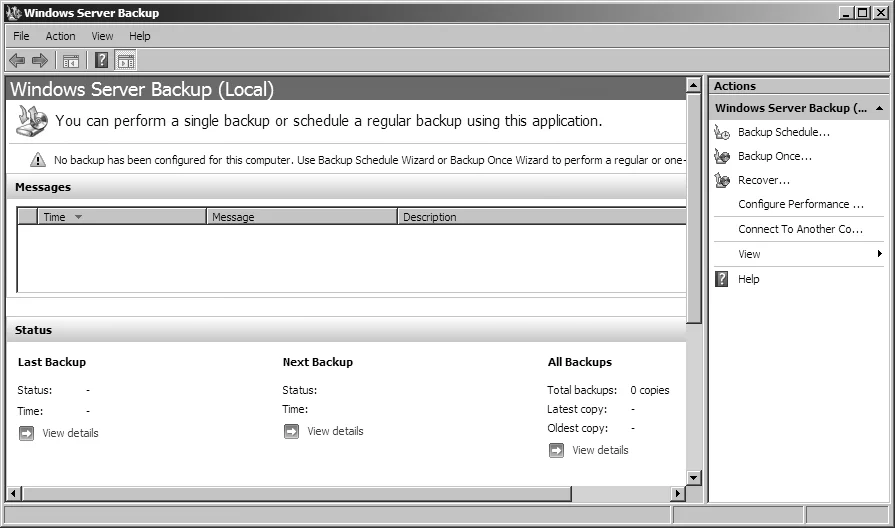 Windows Server Backup
File Action View Help
Windows Server Backup (Local)
You can perform a single backup or schedule a regular backup using this application.
No backup has been configured for this computer. Use Backup Schedule Wizard or Backup Once Wizard to perform a regular or one-
Messages
Time Message Description
Status
Last Backup Next Backup All Backups
Status: - Status: Total backups: 0 copies
Time: - Time: Latest copy: -
Oldest copy: -
View details View details View details
Actions
Windows Server Backup (...
Backup Schedule...
Backup Once...
Recover...
Configure Performance ...
Connect To Another Co...
View
Help